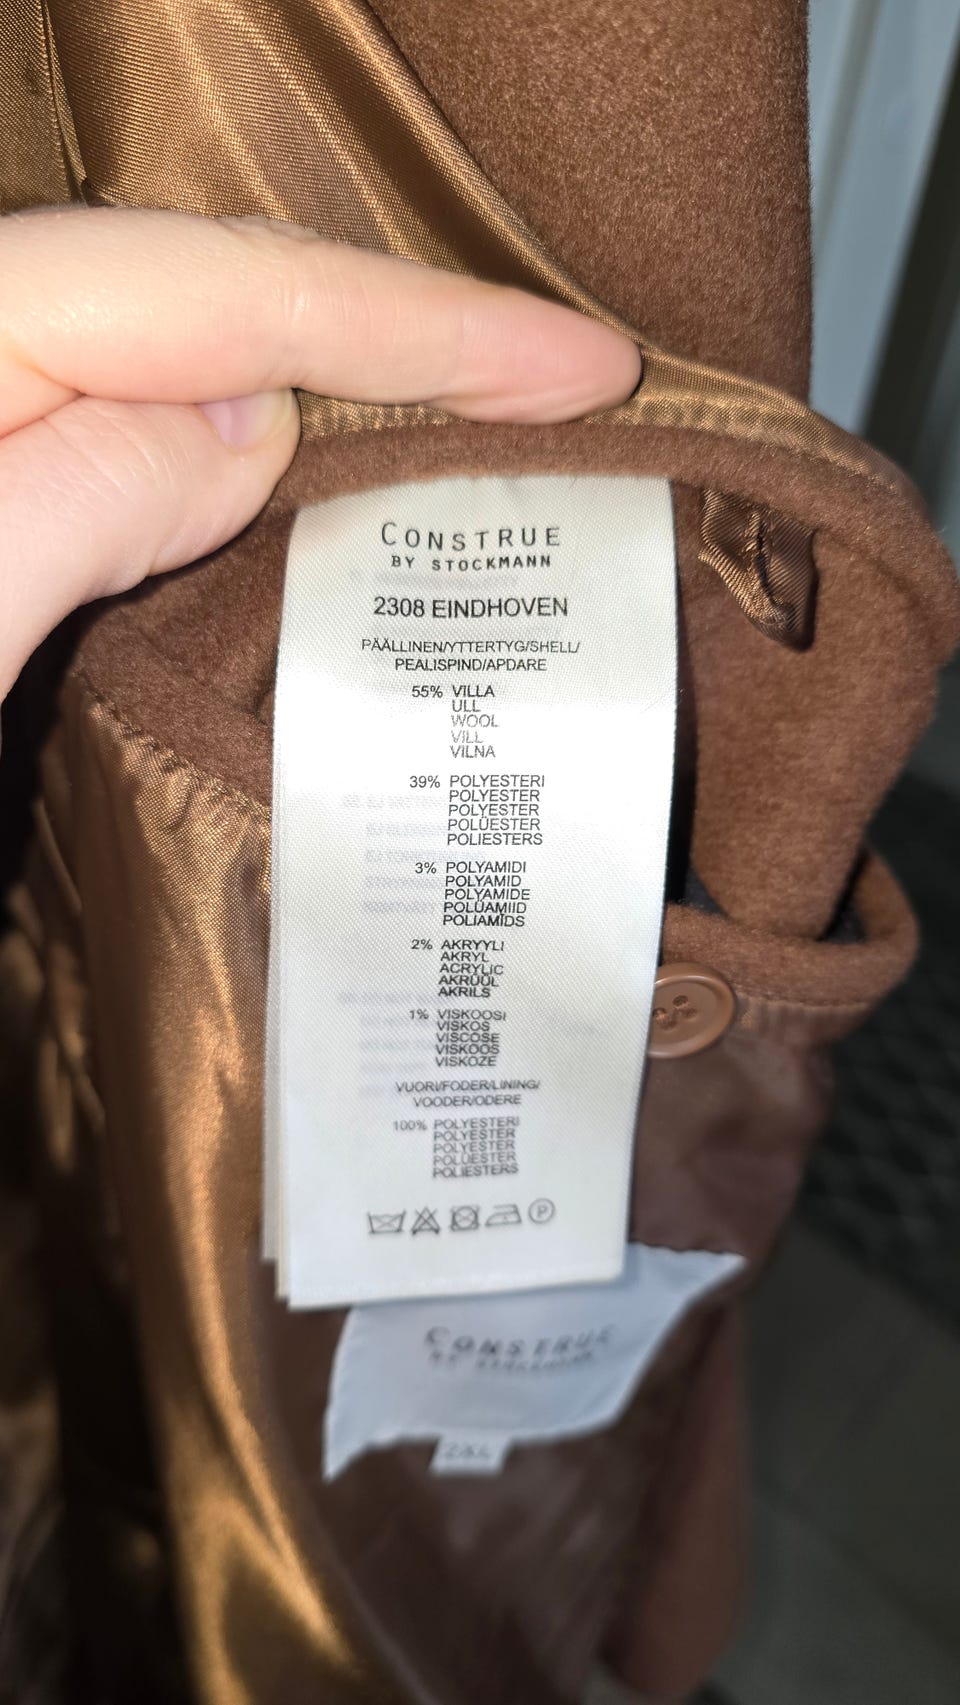 CONSTRUE
BY STOCKMANN
2308 EINDHOVEN
PÄÄLLINEN/YTTERTYG/SHELL/
PEALISPIND/APDARE
55% VILLA
ULL
WOOL
VILL
VILNA
39% POLYESTERI
POLYESTER
POLYESTER
POLÜESTER
POLIESTERS
3% POLYAMIDI
POLYAMID
POLYAMIDE
POLÜAMIID
POLIAMĪDS
2% AKRYYLI
AKRYL
ACRYLIC
AKRÜÜL
AKRILS
1% VISKOOSI
VISKOS
VISCOSE
VISKOOS
VISKOZE
VUORI/FODER/LINING/
VOODER/ODERE
100% POLYESTERI
POLYESTER
POLYESTER
POLÜESTER
POLIESTERS
P
CONSTRUE
BY STOCKMANN
2XL